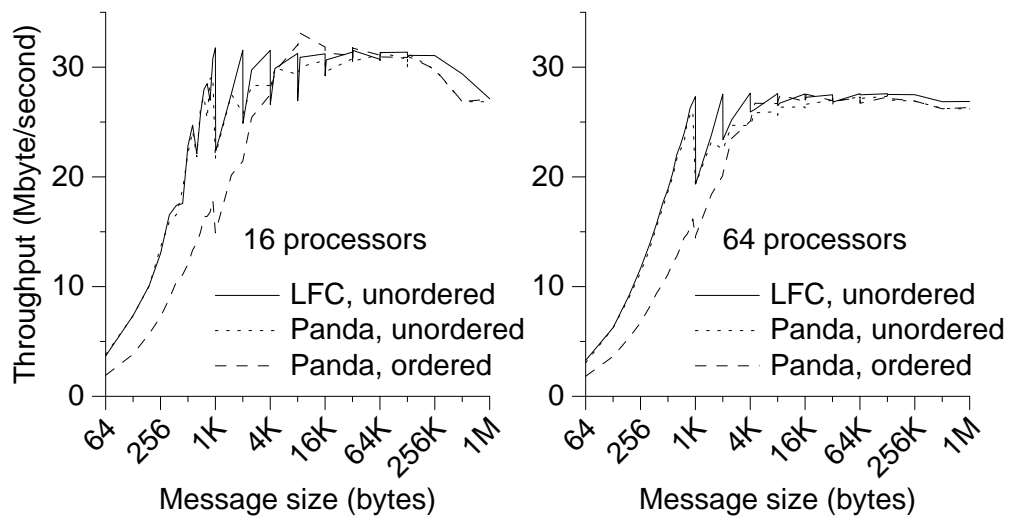 Throughput (Mbyte/second)
30
20
10
0
16 processors
LFC, unordered
Panda, unordered
Panda, ordered
64 256 1K 4K 16K 64K 256K 1M
Message size (bytes)
30
20
10
0
64 processors
LFC, unordered
Panda, unordered
Panda, ordered
64 256 1K 4K 16K 64K 256K 1M
Message size (bytes)